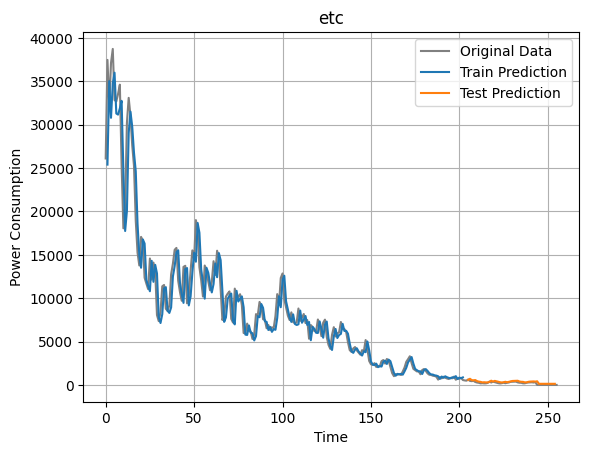 etc
Original Data
Train Prediction
Test Prediction
Power Consumption
40000
35000
30000
25000
20000
15000
10000
5000
0
0 50 100 150 200 250
Time